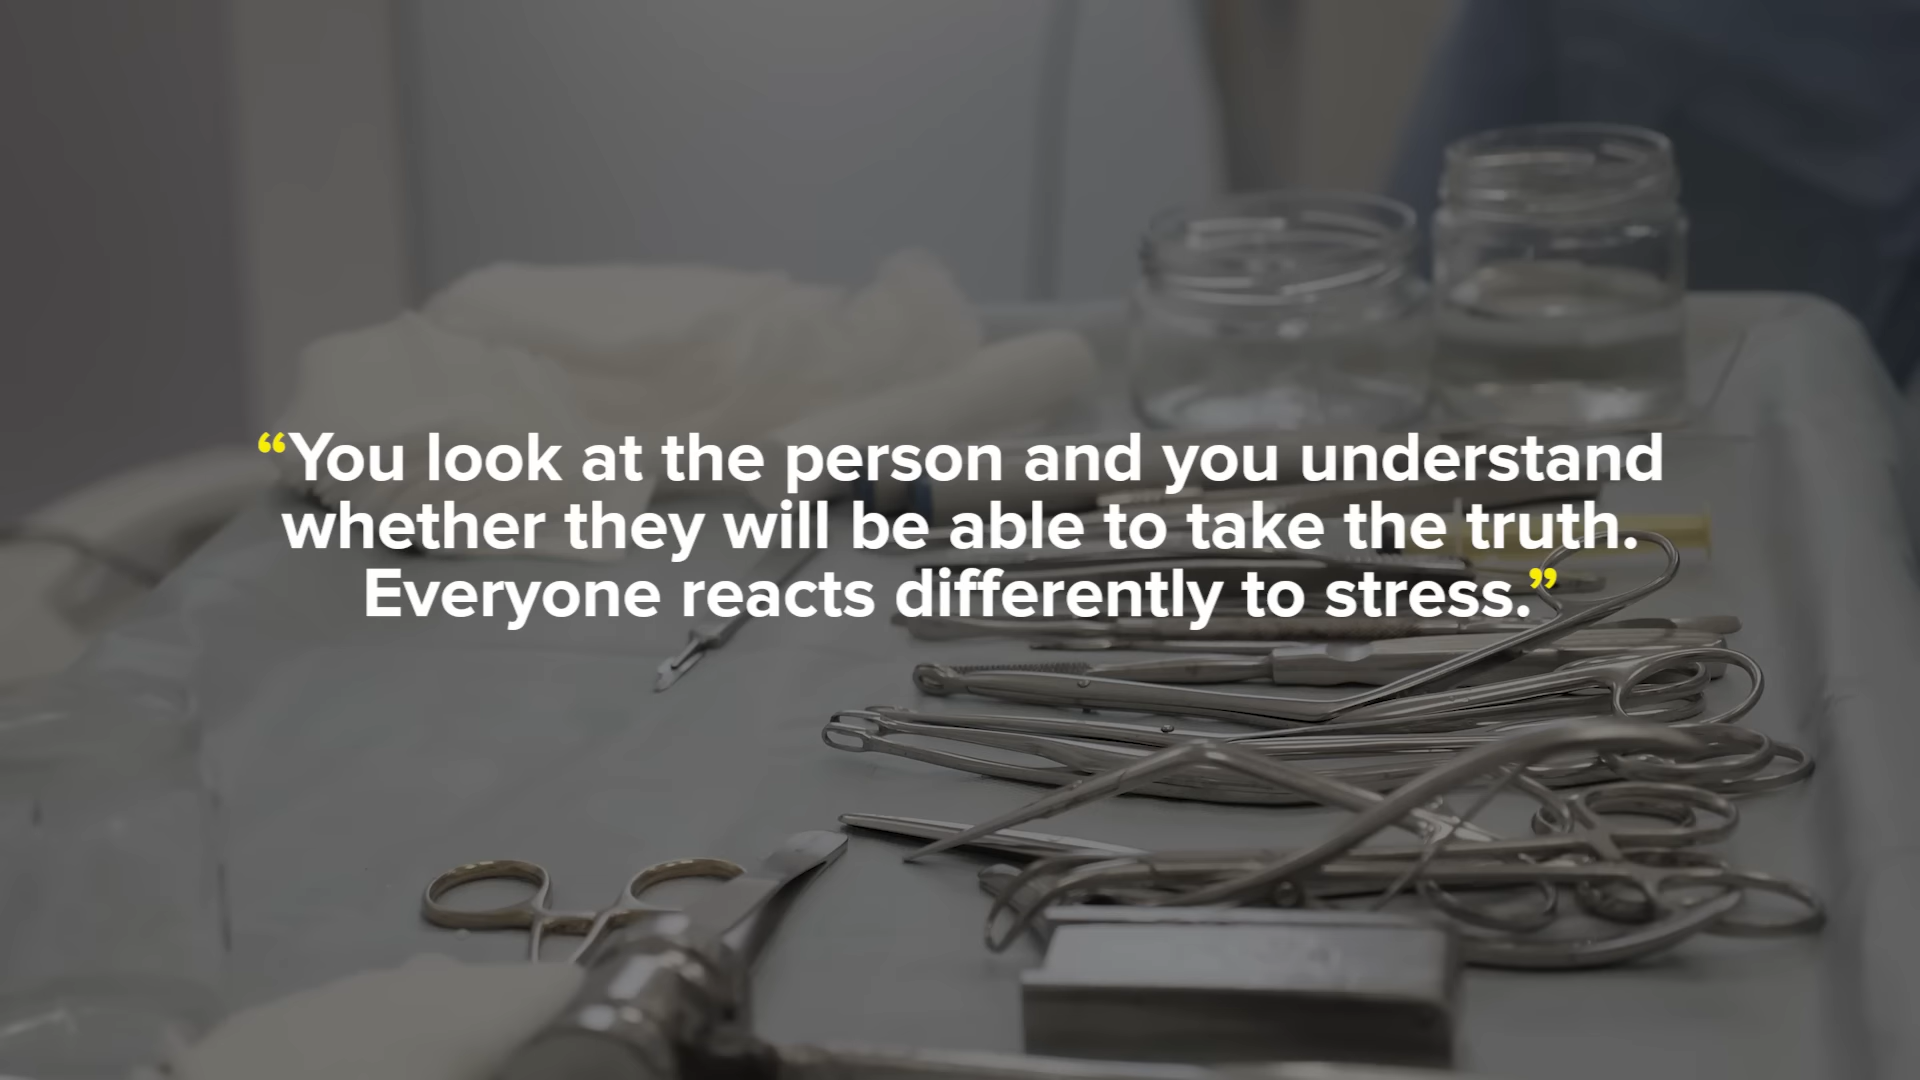 “You look at the person and you understand
whether they will be able to take the truth.
Everyone reacts differently to stress.”